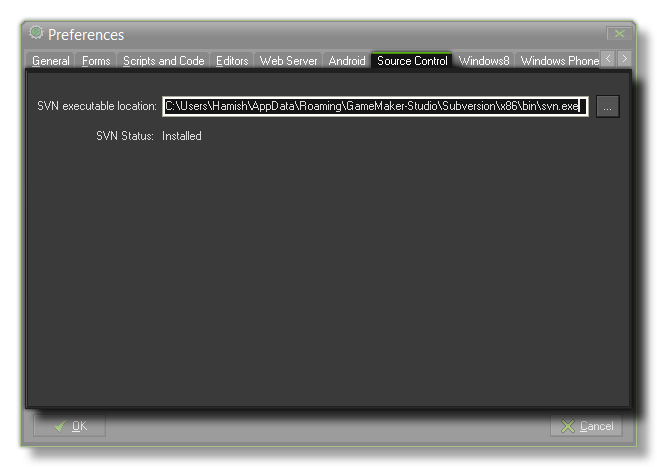 Preferences
General Forms Scripts and Code Editors Web Server Android Source Control Windows8 Windows Phone
SVN executable location: C:\Users\Hamish\AppData\Roaming\GameMaker-Studio\Subversion\x86\bin\svn.exe ...
SVN Status: Installed
OK Cancel